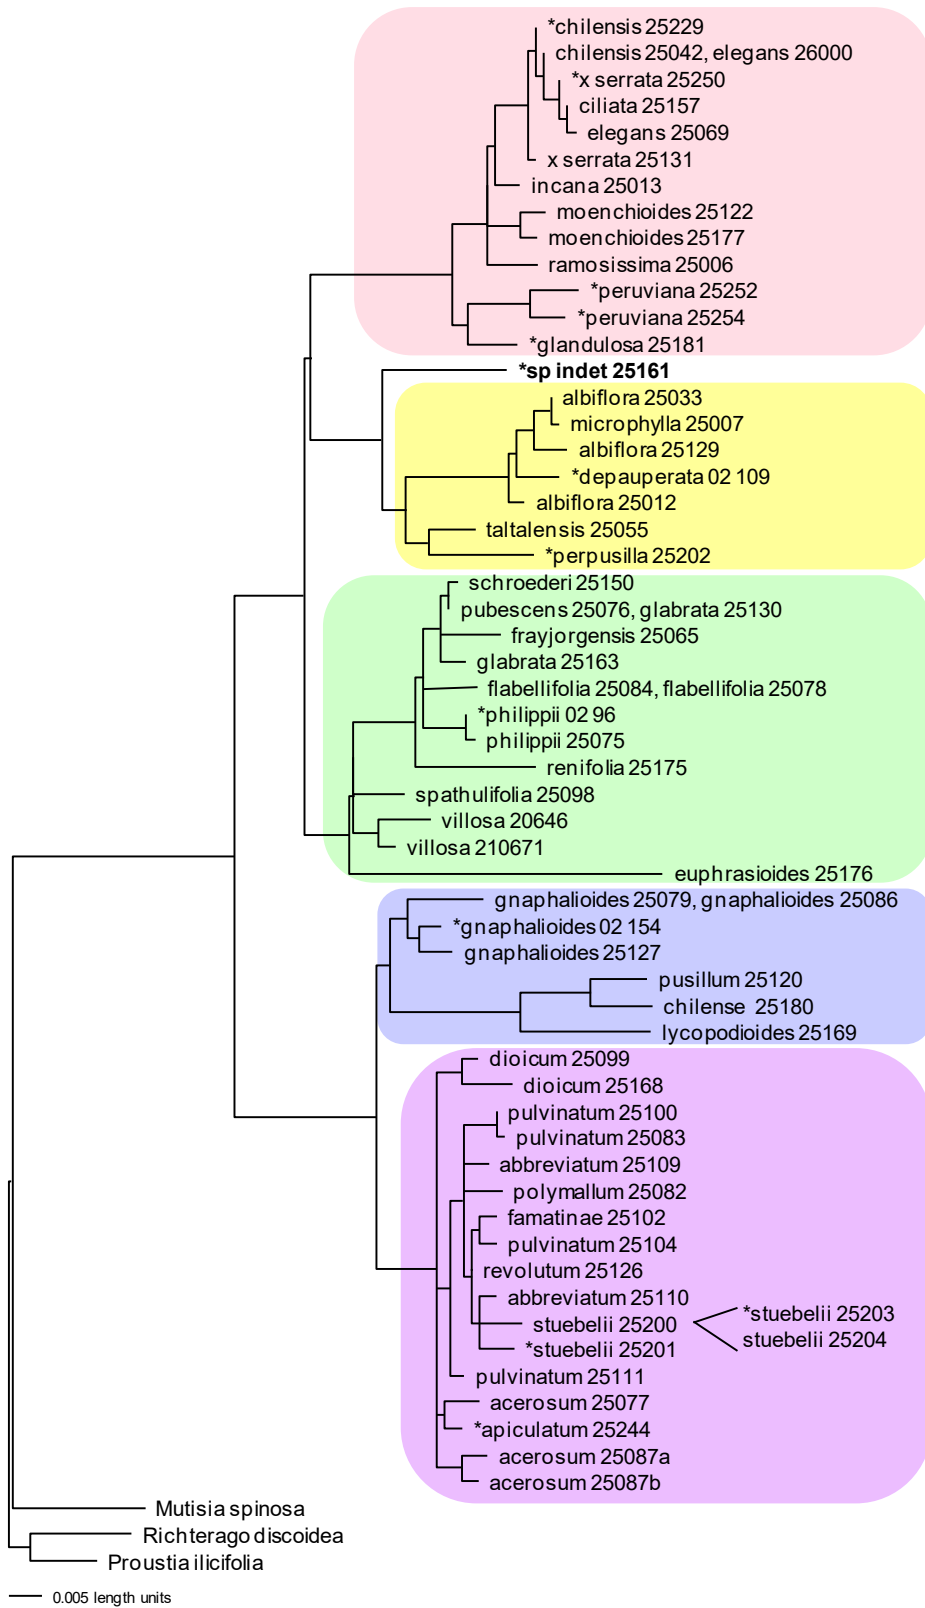 *chilensis 25229
chilensis 25042, elegans 26000
*x serrata 25250
ciliata 25157
elegans 25069
x serrata 25131
incana 25013
moenchioides 25122
moenchioides 25177
ramosissima 25006
*peruviana 25252
*peruviana 25254
*glandulosa 25181
*sp indet 25161
albiflora 25033
microphylla 25007
albiflora 25129
*depauperata 02 109
albiflora 25012
taltalensis 25055
*perpusilla 25202
schroederi 25150
pubescens 25076, glabrata 25130
frayjorgensis 25065
glabrata 25163
flabellifolia 25084, flabellifolia 25078
*philippii 02 96
philippii 25075
renifolia 25175
spathulifolia 25098
villosa 20646
villosa 210671
euphrasioides 25176
gnaphalioides 25079, gnaphalioides 25086
*gnaphalioides 02 154
gnaphalioides 25127
pusillum 25120
chilense 25180
lycopodioides 25169
dioicum 25099
dioicum 25168
pulvinatum 25100
pulvinatum 25083
abbreviatum 25109
polymallum 25082
famatinae 25102
pulvinatum 25104
revolutum 25126
abbreviatum 25110
stuebelii 25200
*stuebelii 25203
stuebelii 25204
*stuebelii 25201
pulvinatum 25111
acerosum 25077
*apiculatum 25244
acerosum 25087a
acerosum 25087b
Mutisia spinosa
Richterago discoidea
Proustia ilicifolia
0.005 length units